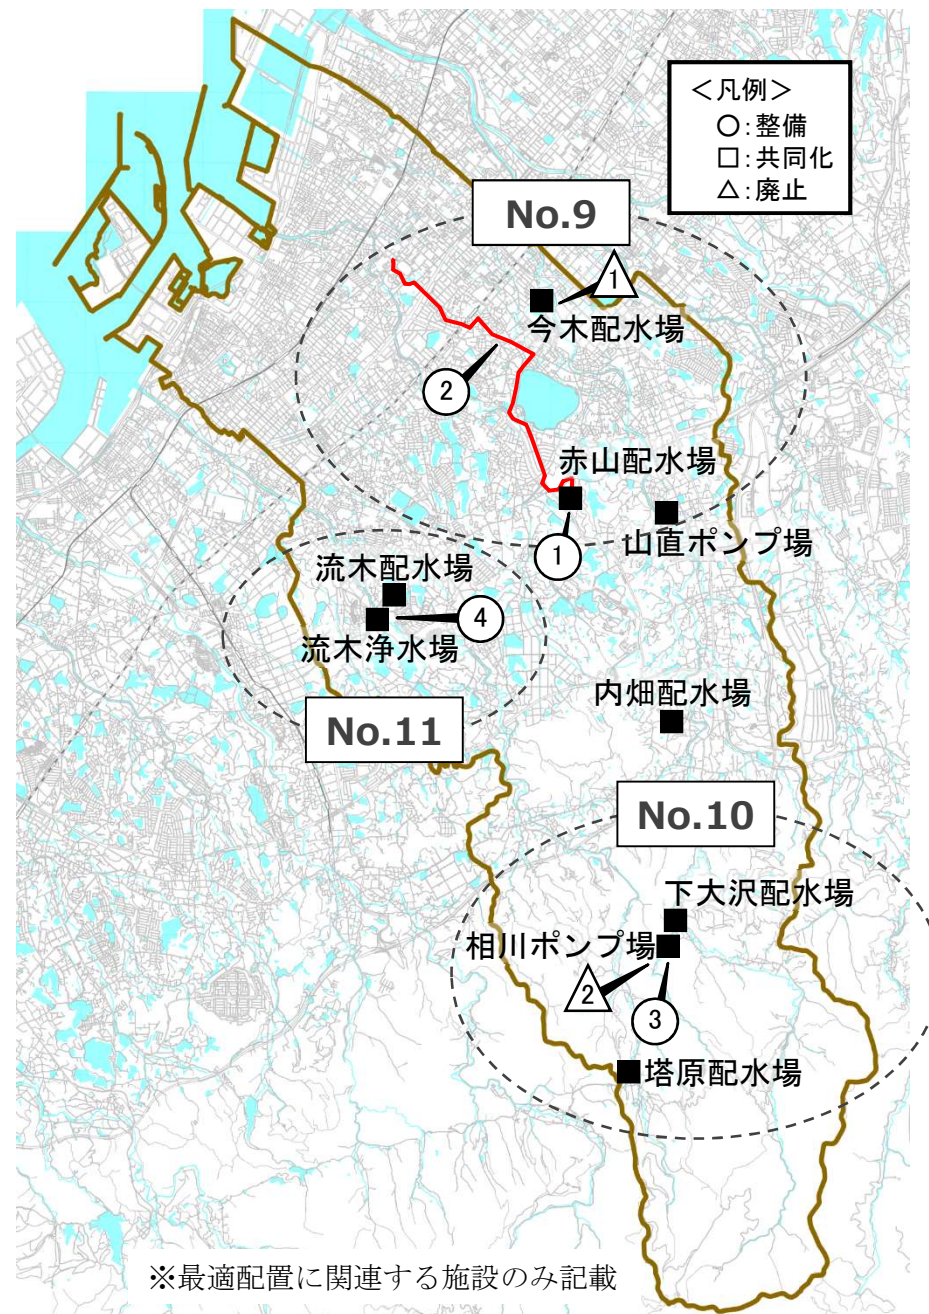 <凡例>
○:整備
□:共同化
△:廃止
No.9
1
今木配水場
2
赤山配水場
山直ポンプ場
1
流木配水場
4
流木浄水場
No.11
内畑配水場
No.10
下大沢配水場
相川ポンプ場
2
3
塔原配水場
※最適配置に関連する施設のみ記載